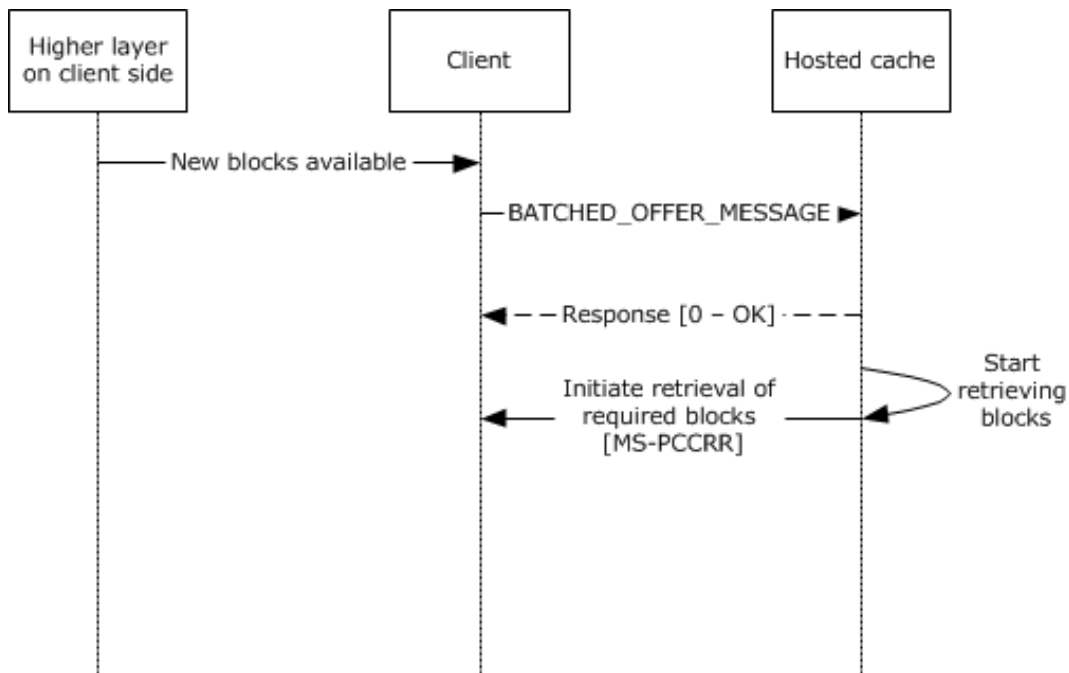 Higher layer
on client side
Client
Hosted cache
New blocks available
BATCHED_OFFER_MESSAGE
Response [0 – OK]
Start
retrieving
blocks
Initiate retrieval of
required blocks
[MS-PCCRR]